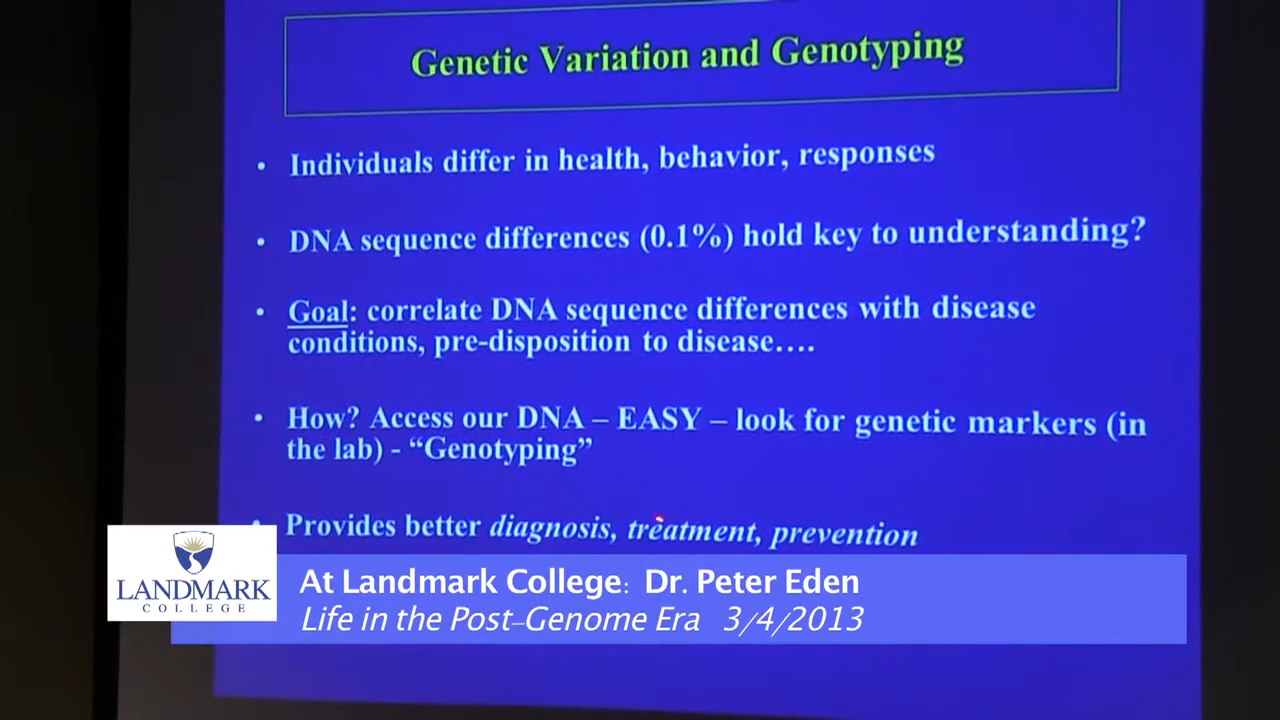 Genetic Variation and Genotyping
• Individuals differ in health, behavior, responses
• DNA sequence differences (0.1%) hold key to understanding?
• Goal: correlate DNA sequence differences with disease
conditions, pre-disposition to disease….
• How? Access our DNA – EASY – look for genetic markers (in
the lab) - “Genotyping”
• Provides better diagnosis, treatment, prevention
LANDMARK
COLLEGE
At Landmark College: Dr. Peter Eden
Life in the Post-Genome Era 3/4/2013